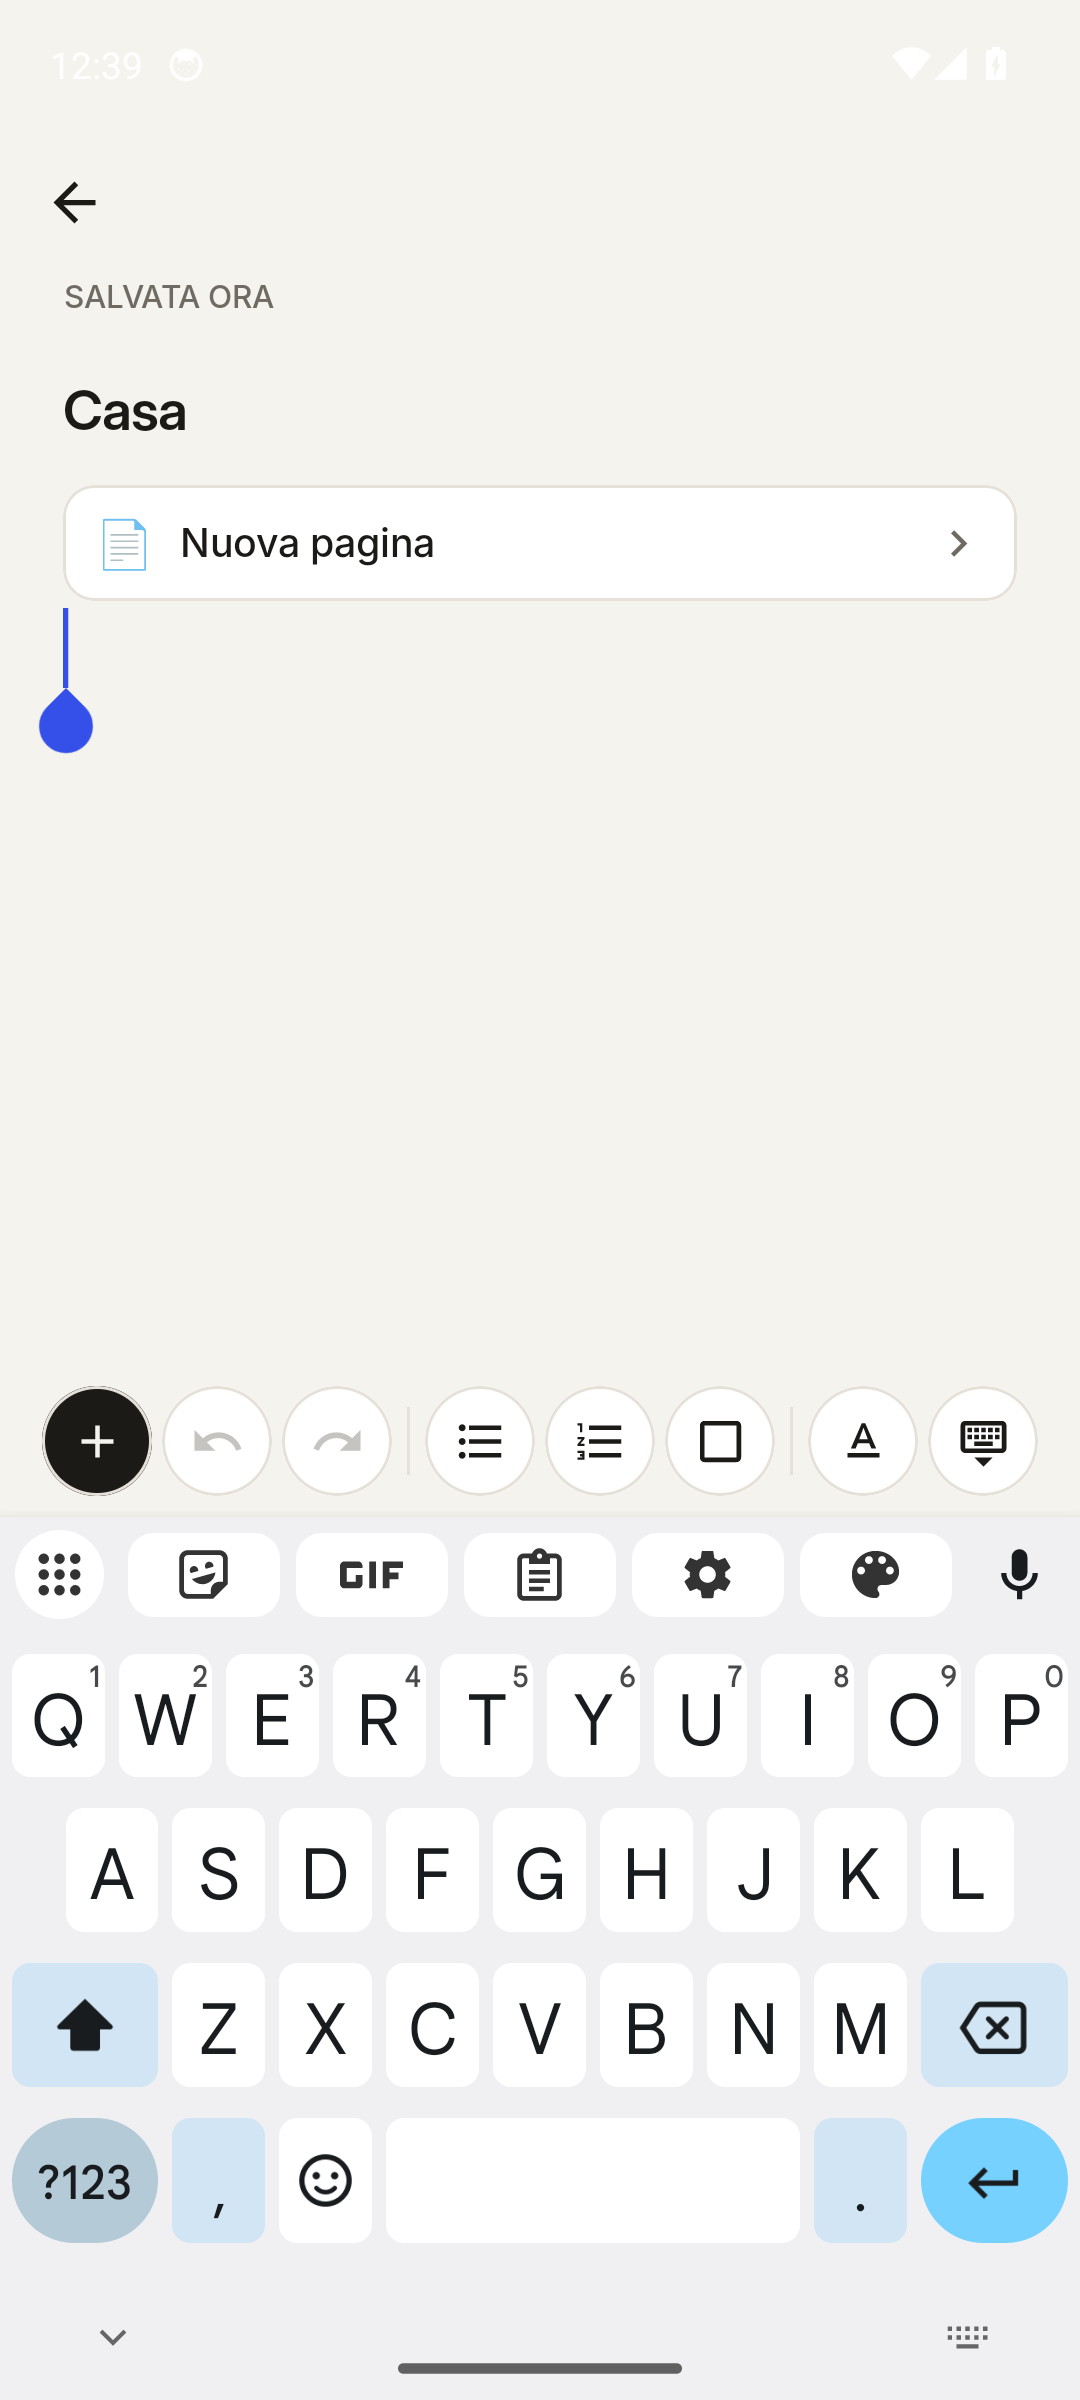 12:39
SALVATA ORA
Casa
Nuova pagina
GIF
Q 1 W 2 E 3 R 4 T 5 Y 6 U 7 I 8 O 9 P 0
A S D F G H J K L
Z X C V B N M
?123 , .